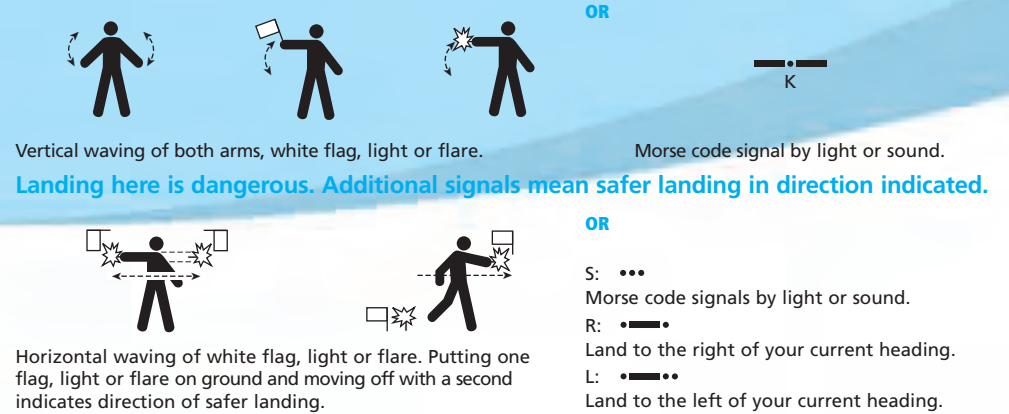 OR
K
Vertical waving of both arms, white flag, light or flare.
Morse code signal by light or sound.
Landing here is dangerous. Additional signals mean safer landing in direction indicated.
Horizontal waving of white flag, light or flare. Putting one
flag, light or flare on ground and moving off with a second
indicates direction of safer landing.
OR
S: •••
Morse code signals by light or sound.
R: •▬•
Land to the right of your current heading.
L: •▬••
Land to the left of your current heading.